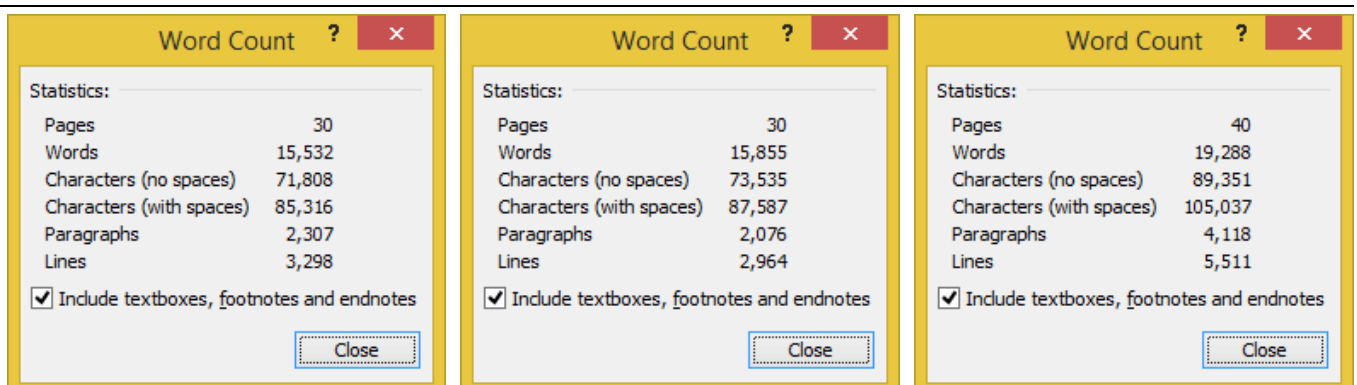 Word Count ? ×
Statistics:
Pages 30
Words 15,532
Characters (no spaces) 71,808
Characters (with spaces) 85,316
Paragraphs 2,307
Lines 3,298
Include textboxes, footnotes and endnotes
Close
Word Count ? ×
Statistics:
Pages 30
Words 15,855
Characters (no spaces) 73,535
Characters (with spaces) 87,587
Paragraphs 2,076
Lines 2,964
Include textboxes, footnotes and endnotes
Close
Word Count ? ×
Statistics:
Pages 40
Words 19,288
Characters (no spaces) 89,351
Characters (with spaces) 105,037
Paragraphs 4,118
Lines 5,511
Include textboxes, footnotes and endnotes
Close